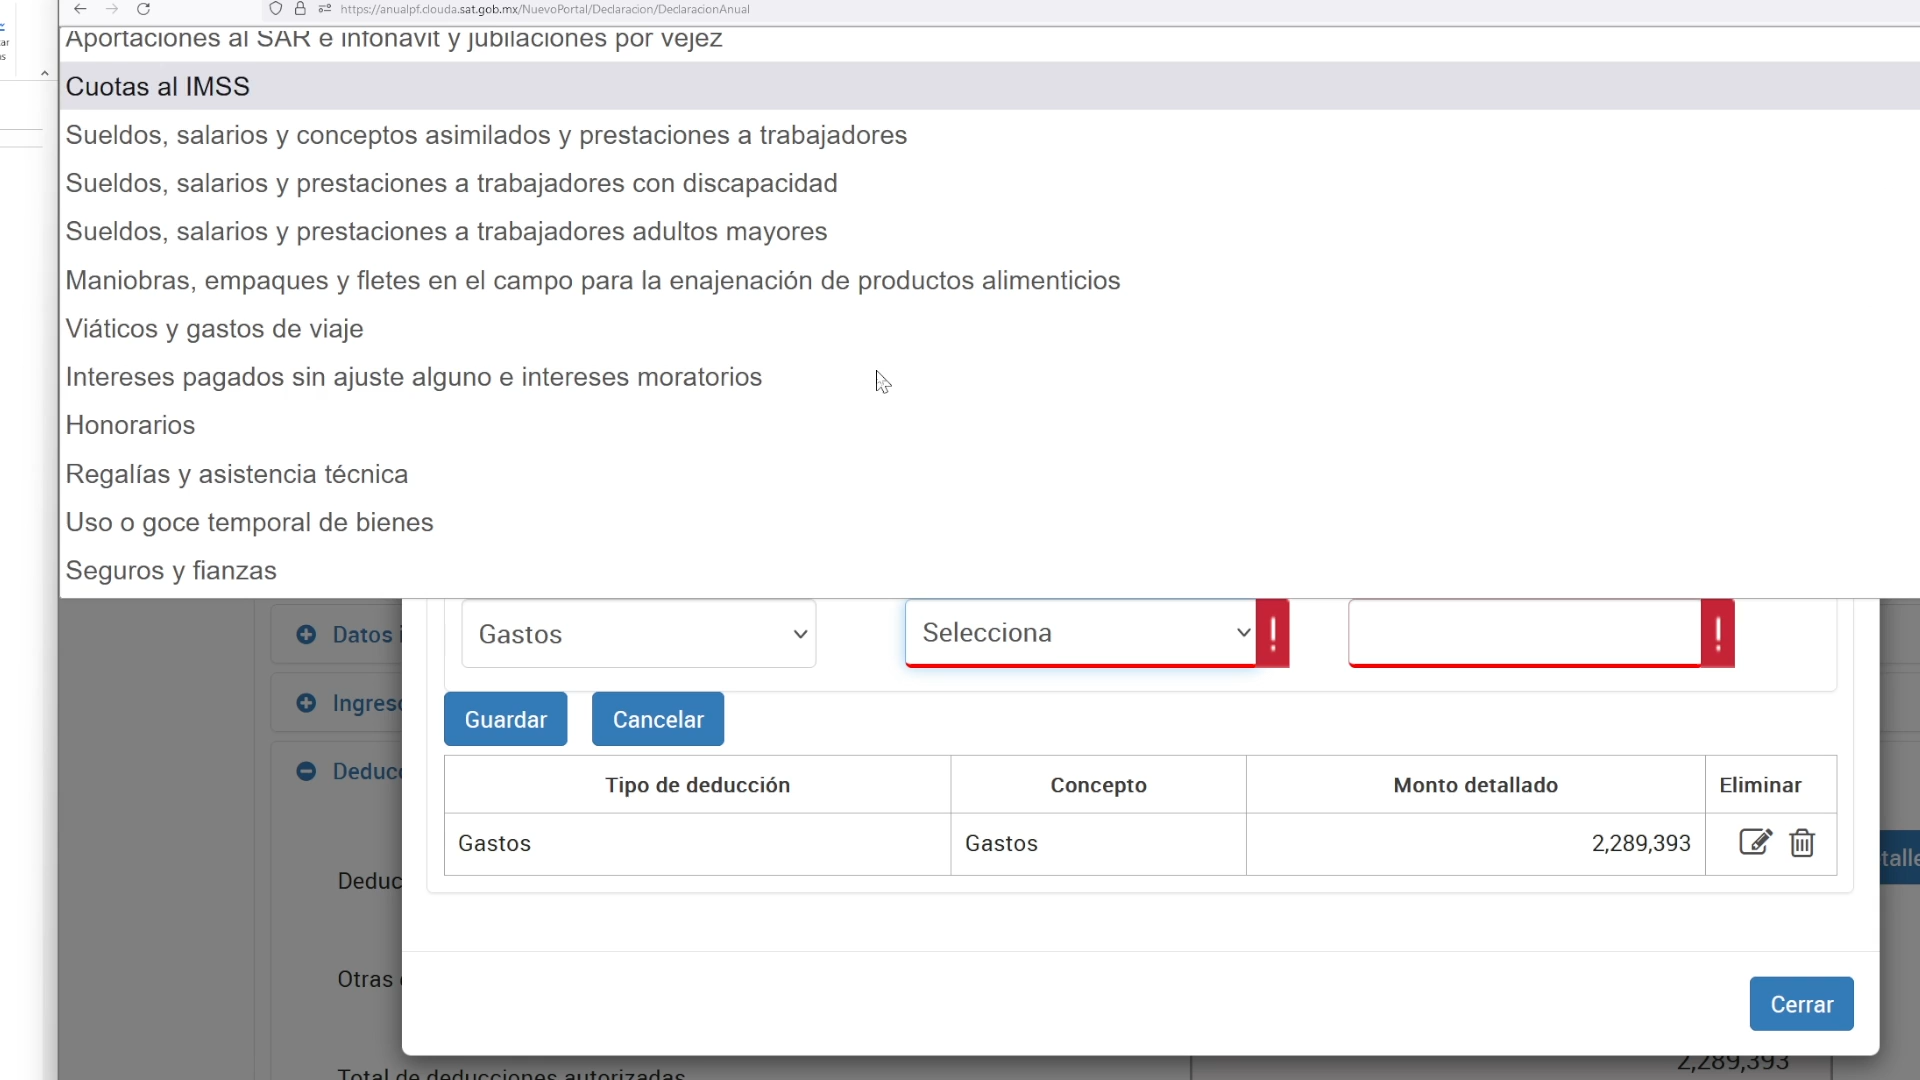 https://anualpf.clouda.sat.gob.mx/NuevoPortal/Declaracion/DeclaracionAnual
Aportaciones al SAR e infonavit y jubilaciones por vejez
Cuotas al IMSS
Sueldos, salarios y conceptos asimilados y prestaciones a trabajadores
Sueldos, salarios y prestaciones a trabajadores con discapacidad
Sueldos, salarios y prestaciones a trabajadores adultos mayores
Maniobras, empaques y fletes en el campo para la enajenación de productos alimenticios
Viáticos y gastos de viaje
Intereses pagados sin ajuste alguno e intereses moratorios
Honorarios
Regalías y asistencia técnica
Uso o goce temporal de bienes
Seguros y fianzas
Datos i
Gastos
Selecciona
!
!
Ingreso
Guardar
Cancelar
Deducc
Tipo de deducción
Concepto
Monto detallado
Eliminar
Gastos
Gastos
2,289,393
talle
Deduc
Otras
Cerrar
Total de deducciones autorizadas
2,289,393